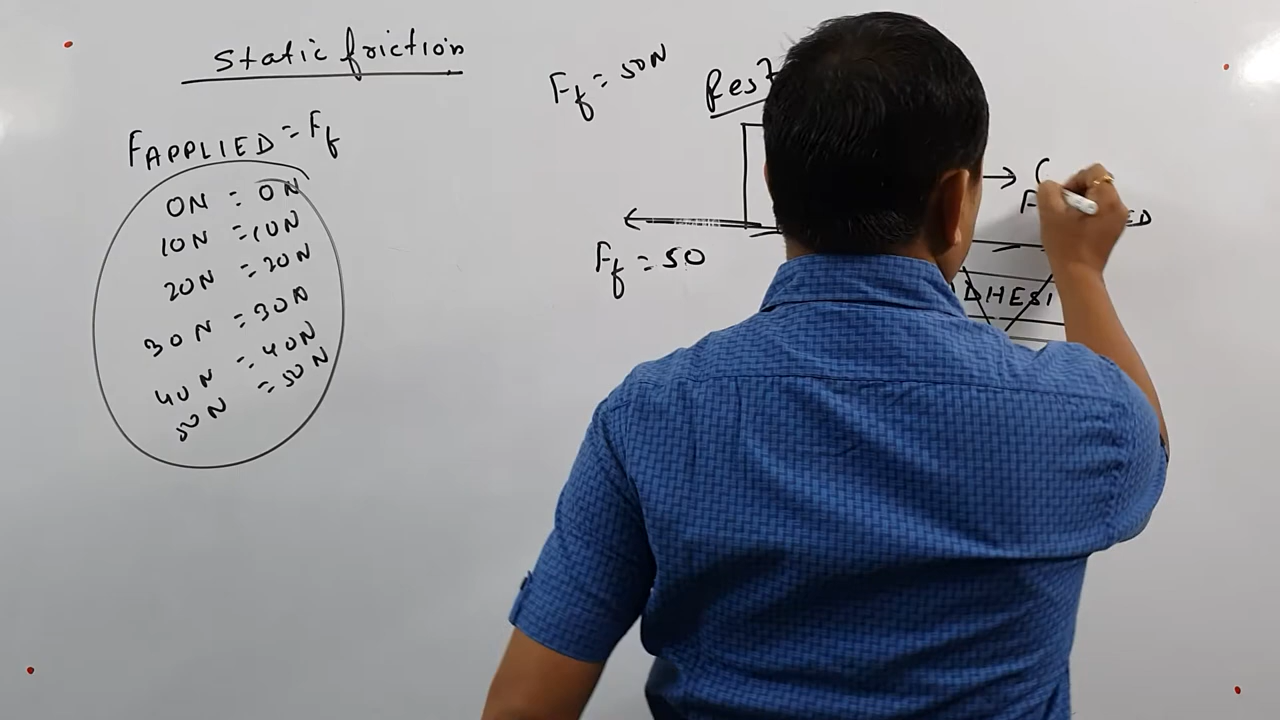 Static friction
FAPPLIED = Ff
0N = 0N
10N = 10N
20N = 20N
30N = 30N
40N = 40N
50N = 50N
Ff = 50N
Ff = 50